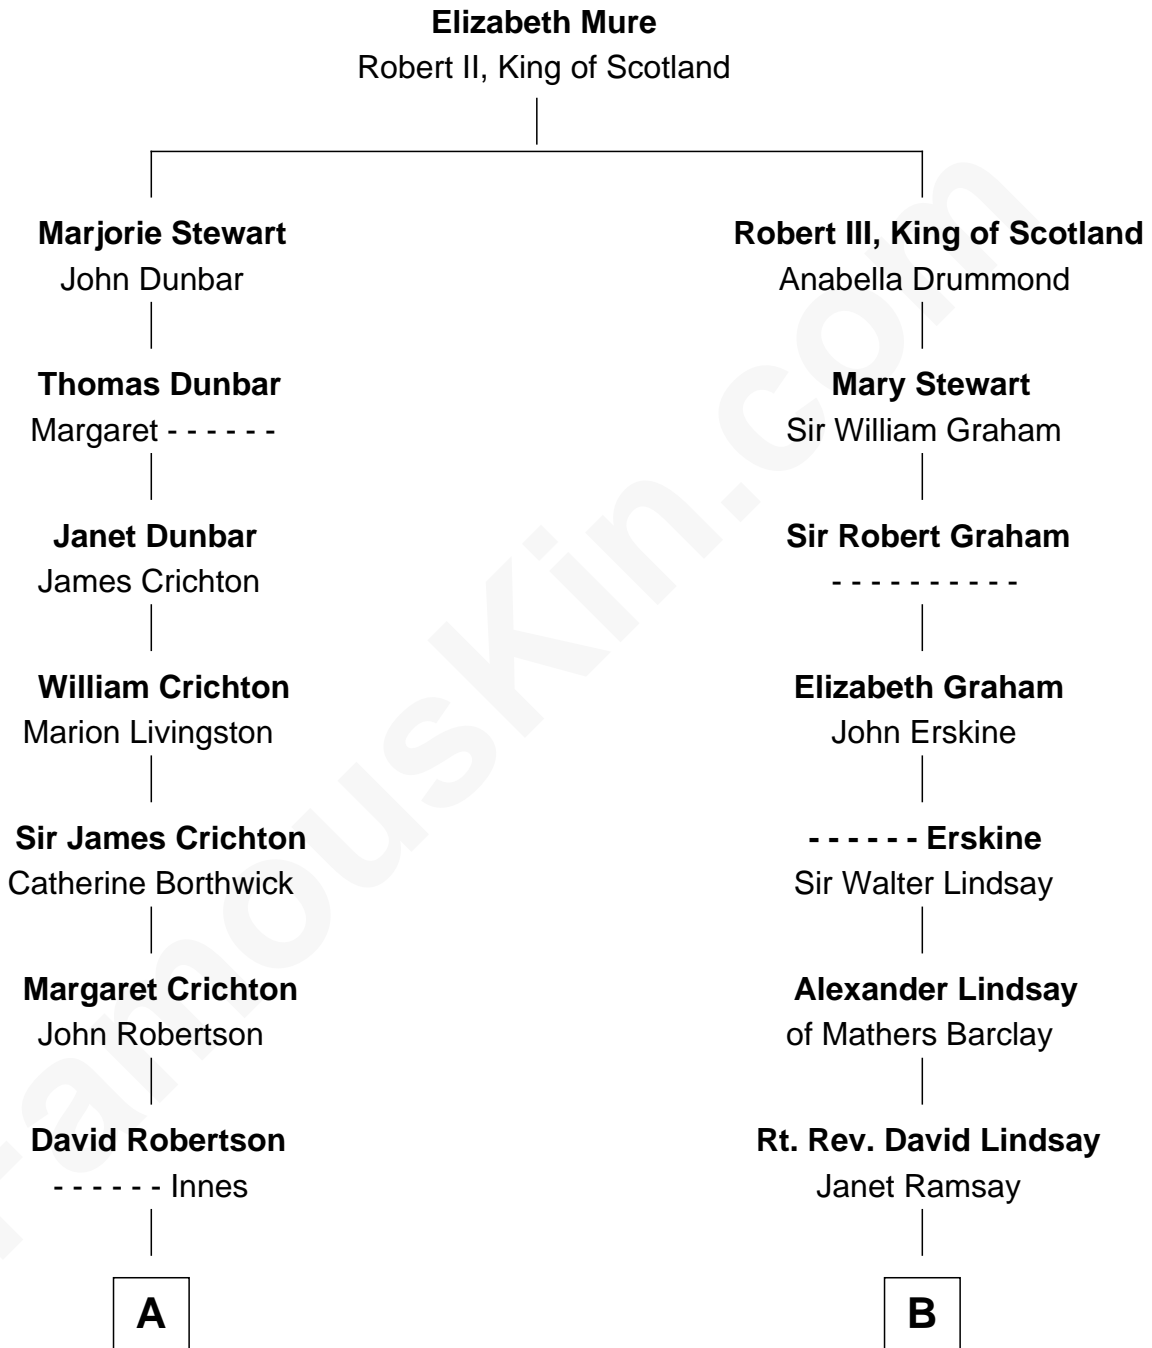 Elizabeth Mure
Robert II, King of Scotland
Marjorie Stewart
John Dunbar
Robert III, King of Scotland
Anabella Drummond
Thomas Dunbar
Margaret - - - - - -
Mary Stewart
Sir William Graham
Janet Dunbar
James Crichton
Sir Robert Graham
- - - - - - - - - -
William Crichton
Marion Livingston
Elizabeth Graham
John Erskine
Sir James Crichton
Catherine Borthwick
- - - - - - Erskine
Sir Walter Lindsay
Margaret Crichton
John Robertson
Alexander Lindsay
of Mathers Barclay
David Robertson
- - - - - - Innes
Rt. Rev. David Lindsay
Janet Ramsay
A
B
FamousKin.com